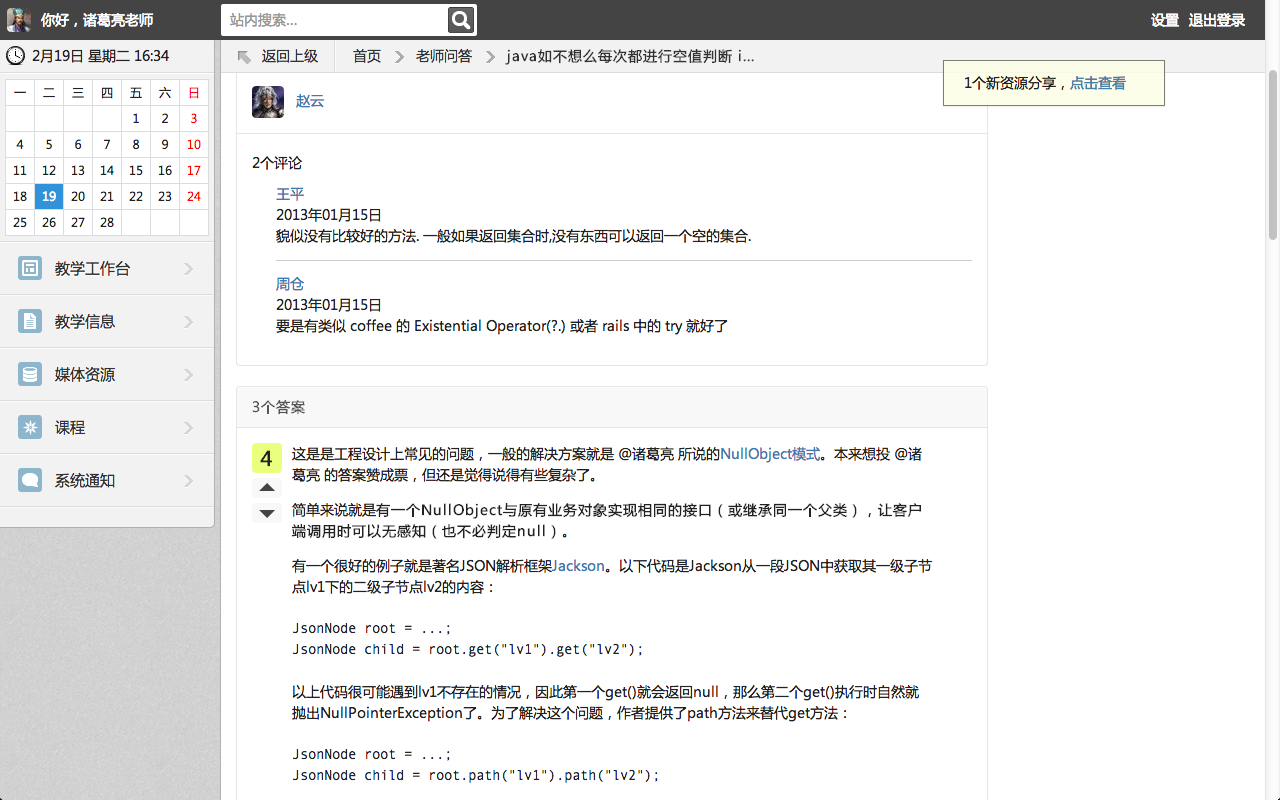 你好，诸葛亮老师
站内搜索...
设置 退出登录
2月19日 星期二 16:34
一 二 三 四 五 六 日
1 2 3
4 5 6 7 8 9 10
11 12 13 14 15 16 17
18 19 20 21 22 23 24
25 26 27 28
教学工作台
教学信息
媒体资源
课程
系统通知
返回上级 首页 老师问答 java如不想么每次都进行空值判断 i...
1个新资源分享，点击查看
赵云
2个评论
王平
2013年01月15日
貌似没有比较好的方法. 一般如果返回集合时,没有东西可以返回一个空的集合.
周仓
2013年01月15日
要是有类似 coffee 的 Existential Operator(?.) 或者 rails 中的 try 就好了
3个答案
4
这是是工程设计上常见的问题，一般的解决方案就是 @诸葛亮 所说的NullObject模式。本来想投 @诸
葛亮 的答案赞成票，但还是觉得说得有些复杂了。
简单来说就是有一个NullObject与原有业务对象实现相同的接口（或继承同一个父类），让客户
端调用时可以无感知（也不必判定null）。
有一个很好的例子就是著名JSON解析框架Jackson。以下代码是Jackson从一段JSON中获取其一级子节
点lv1下的二级子节点lv2的内容：
JsonNode root = ...;
JsonNode child = root.get("lv1").get("lv2");
以上代码很可能遇到lv1不存在的情况，因此第一个get()就会返回null，那么第二个get()执行时自然就
抛出NullPointerException了。为了解决这个问题，作者提供了path方法来替代get方法：
JsonNode root = ...;
JsonNode child = root.path("lv1").path("lv2");